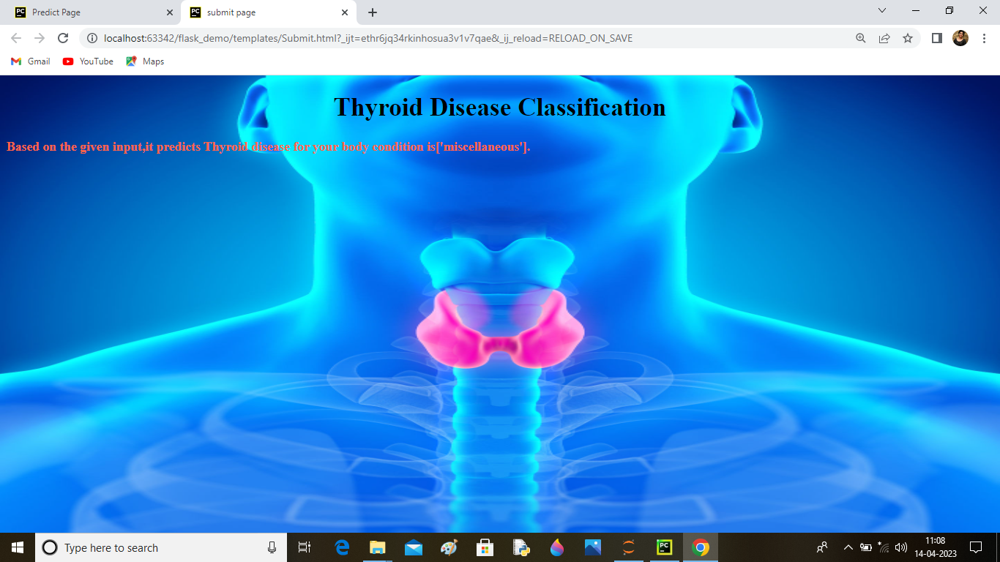 Predict Page
submit page
localhost:63342/flask_demo/templates/Submit.html?_ijt=ethr6jq34rkinhosua3v1v7qae&_ij_reload=RELOAD_ON_SAVE
Gmail YouTube Maps
Thyroid Disease Classification
Based on the given input,it predicts Thyroid disease for your body condition is['miscellaneous'].
Type here to search
11:08
14-04-2023